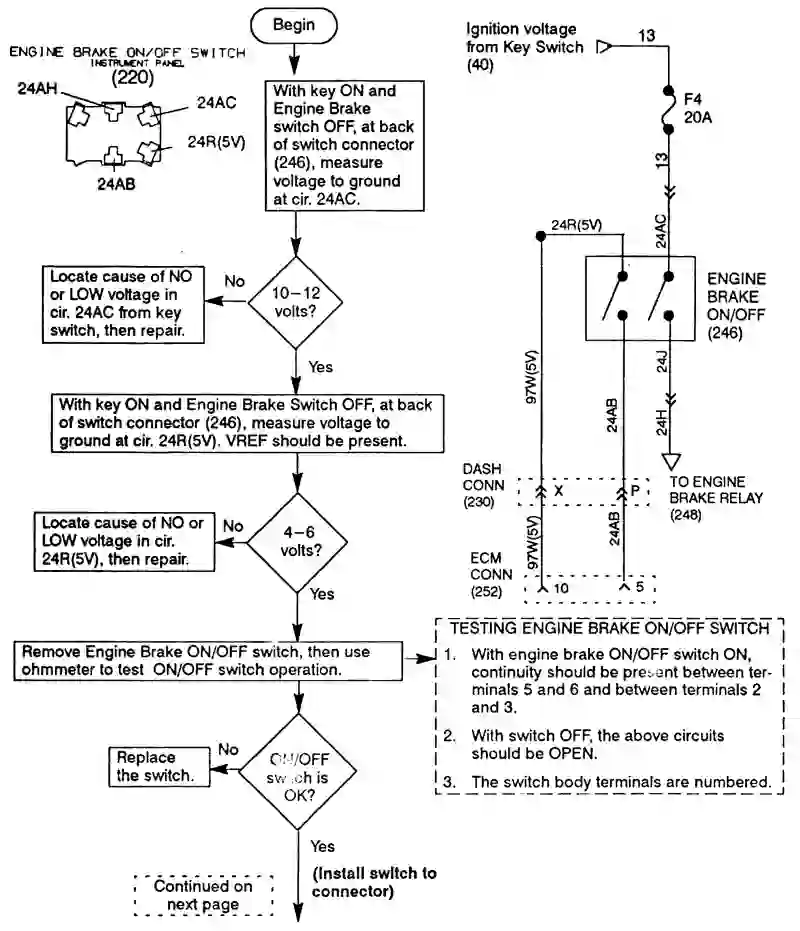 Begin
ENGINE BRAKE ON/OFF SWITCH
INSTRUMENT PANEL
(220)
24AH
24AC
24R(5V)
24AB
With key ON and
Engine Brake
switch OFF, at back
of switch connector
(246), measure
voltage to ground
at cir. 24AC.
Locate cause of NO
or LOW voltage in
cir. 24AC from key
switch, then repair.
No
10–12
volts?
Yes
With key ON and Engine Brake Switch OFF, at back
of switch connector (246), measure voltage to
ground at cir. 24R(5V). VREF should be present.
Locate cause of NO or
LOW voltage in cir.
24R(5V), then repair.
No
4–6
volts?
Yes
Remove Engine Brake ON/OFF switch, then use
ohmmeter to test ON/OFF switch operation.
Replace
the switch.
No
ON/OFF
switch is
OK?
Yes
(Install switch to
connector)
Continued on
next page
Ignition voltage
from Key Switch
(40)
13
F4
20A
13
24AC
24R(5V)
ENGINE
BRAKE
ON/OFF
(246)
97W(5V)
24AB
24J
24H
TO ENGINE
BRAKE RELAY
(248)
DASH
CONN
(230)
X
P
97W(5V)
24AB
ECM
CONN
(252)
10
5
TESTING ENGINE BRAKE ON/OFF SWITCH
1. With engine brake ON/OFF switch ON,
continuity should be present between ter-
minals 5 and 6 and between terminals 2
and 3.
2. With switch OFF, the above circuits
should be OPEN.
3. The switch body terminals are numbered.